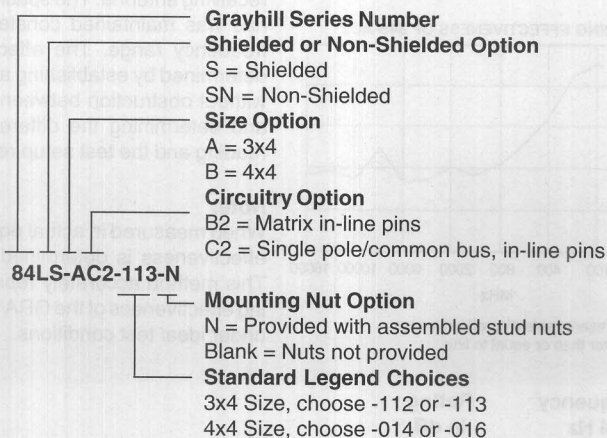 Grayhill Series Number
Shielded or Non-Shielded Option
S = Shielded
SN = Non-Shielded
Size Option
A = 3x4
B = 4x4
Circuitry Option
B2 = Matrix in-line pins
C2 = Single pole/common bus, in-line pins
84LS-AC2-113-N
Mounting Nut Option
N = Provided with assembled stud nuts
Blank = Nuts not provided
Standard Legend Choices
3x4 Size, choose -112 or -113
4x4 Size, choose -014 or -016